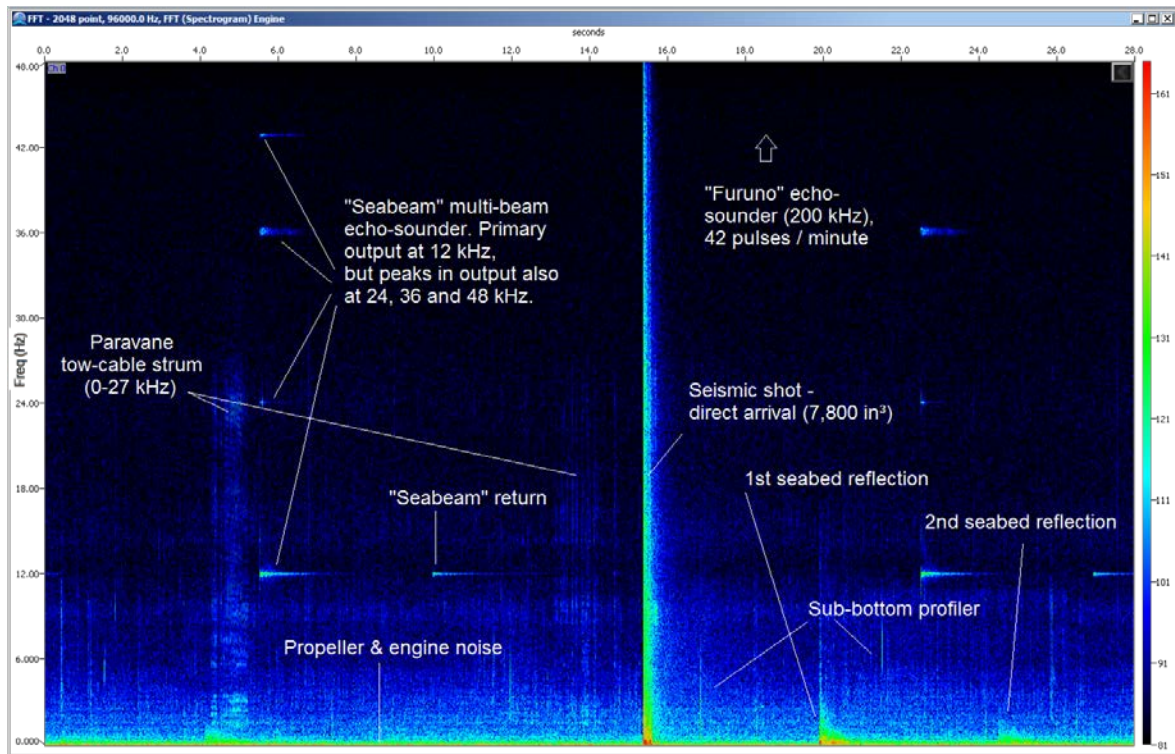 FFT - 2048 point, 96000.0 Hz, FFT (Spectrogram) Engine
seconds
0.0 2.0 4.0 6.0 8.0 10.0 12.0 14.0 16.0 18.0 20.0 22.0 24.0 26.0 28.0
40.00
42.00
36.00
30.00
24.00
18.00
12.00
6.000
0.000
Freq (Hz)
Ch 0
"Seabeam" multi-beam
echo-sounder. Primary
output at 12 kHz,
but peaks in output also
at 24, 36 and 48 kHz.
"Furuno" echo-
sounder (200 kHz),
42 pulses / minute
Paravane
tow-cable strum
(0-27 kHz)
Seismic shot -
direct arrival (7,800 in³)
"Seabeam" return
1st seabed reflection
2nd seabed reflection
Sub-bottom profiler
Propeller & engine noise
161
151
141
131
121
111
101
91
81